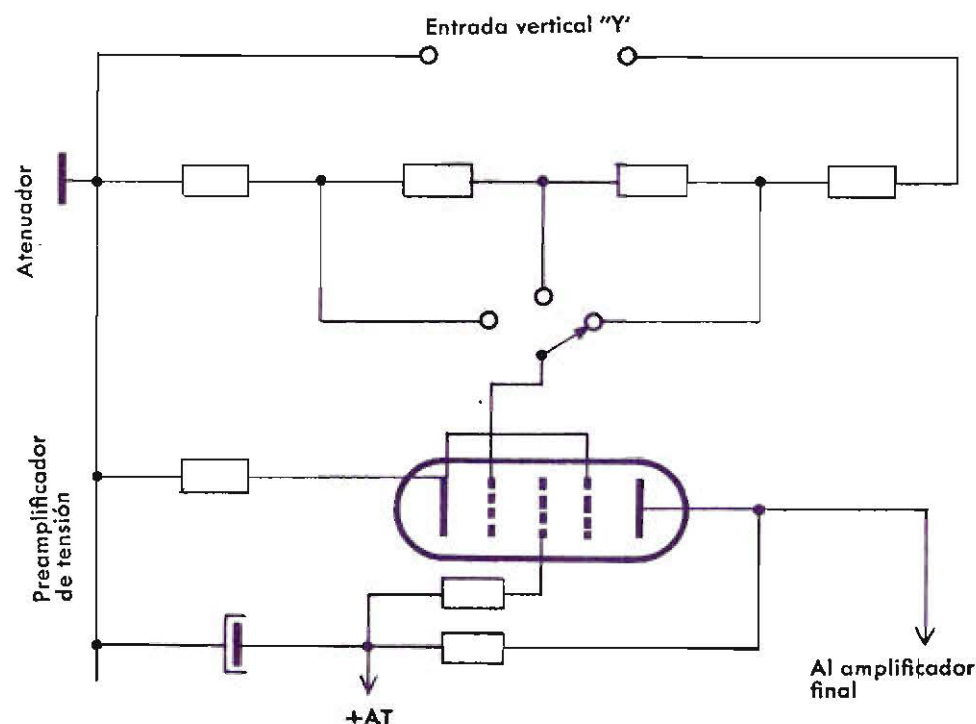 Entrada vertical "Y"
Atenuador
Preamplificador
de tensión
+AT
Al amplificador
final